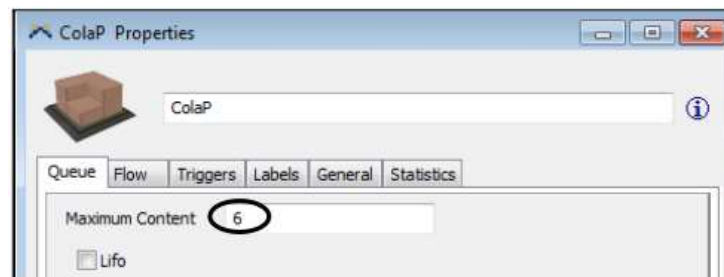 ColaP Properties
ColaP
Queue Flow Triggers Labels General Statistics
Maximum Content 6
Lifo